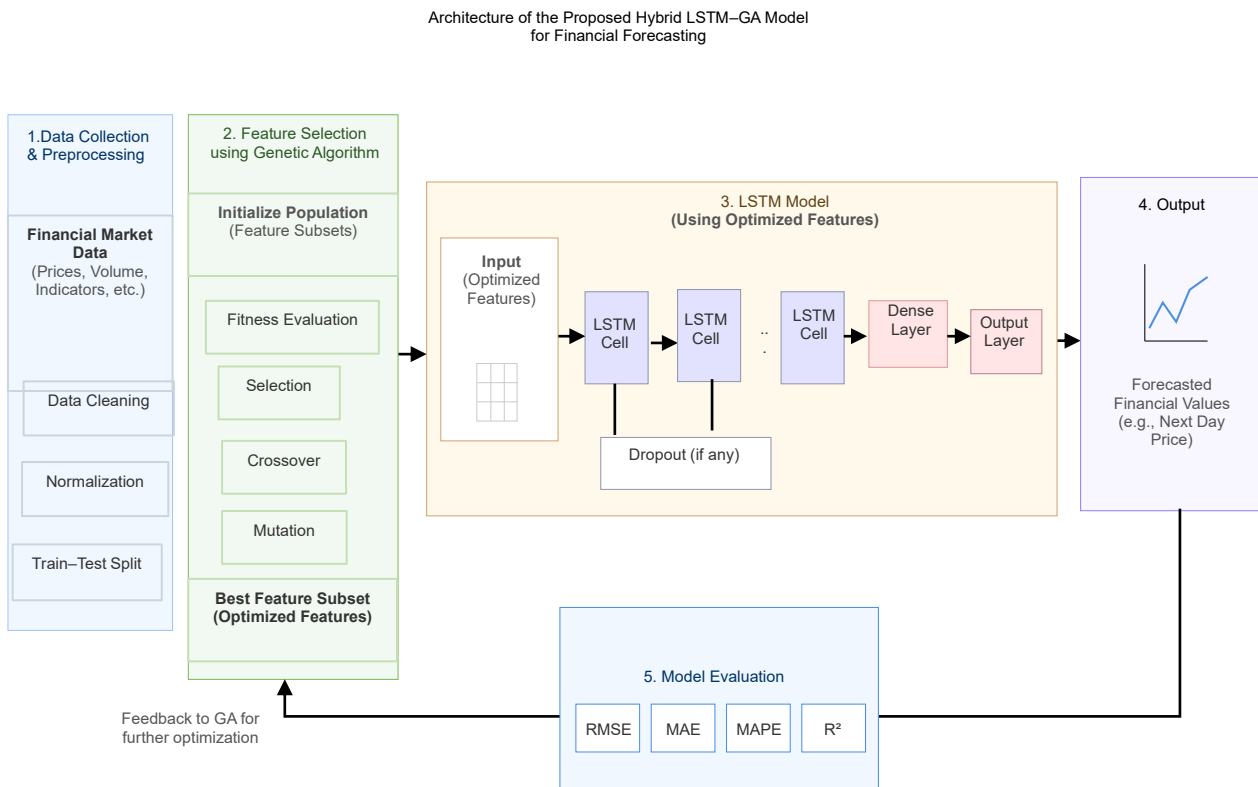 Architecture of the Proposed Hybrid LSTM–GA Model
for Financial Forecasting
1.Data Collection
& Preprocessing
Financial Market
Data
(Prices, Volume,
Indicators, etc.)
Data Cleaning
Normalization
Train–Test Split
2. Feature Selection
using Genetic Algorithm
Initialize Population
(Feature Subsets)
Fitness Evaluation
Selection
Crossover
Mutation
Best Feature Subset
(Optimized Features)
3. LSTM Model
(Using Optimized Features)
Input
(Optimized
Features)
LSTM
Cell
LSTM
Cell
..
.
LSTM
Cell
Dense
Layer
Output
Layer
Dropout (if any)
4. Output
Forecasted
Financial Values
(e.g., Next Day
Price)
5. Model Evaluation
RMSE
MAE
MAPE
R²
Feedback to GA for
further optimization